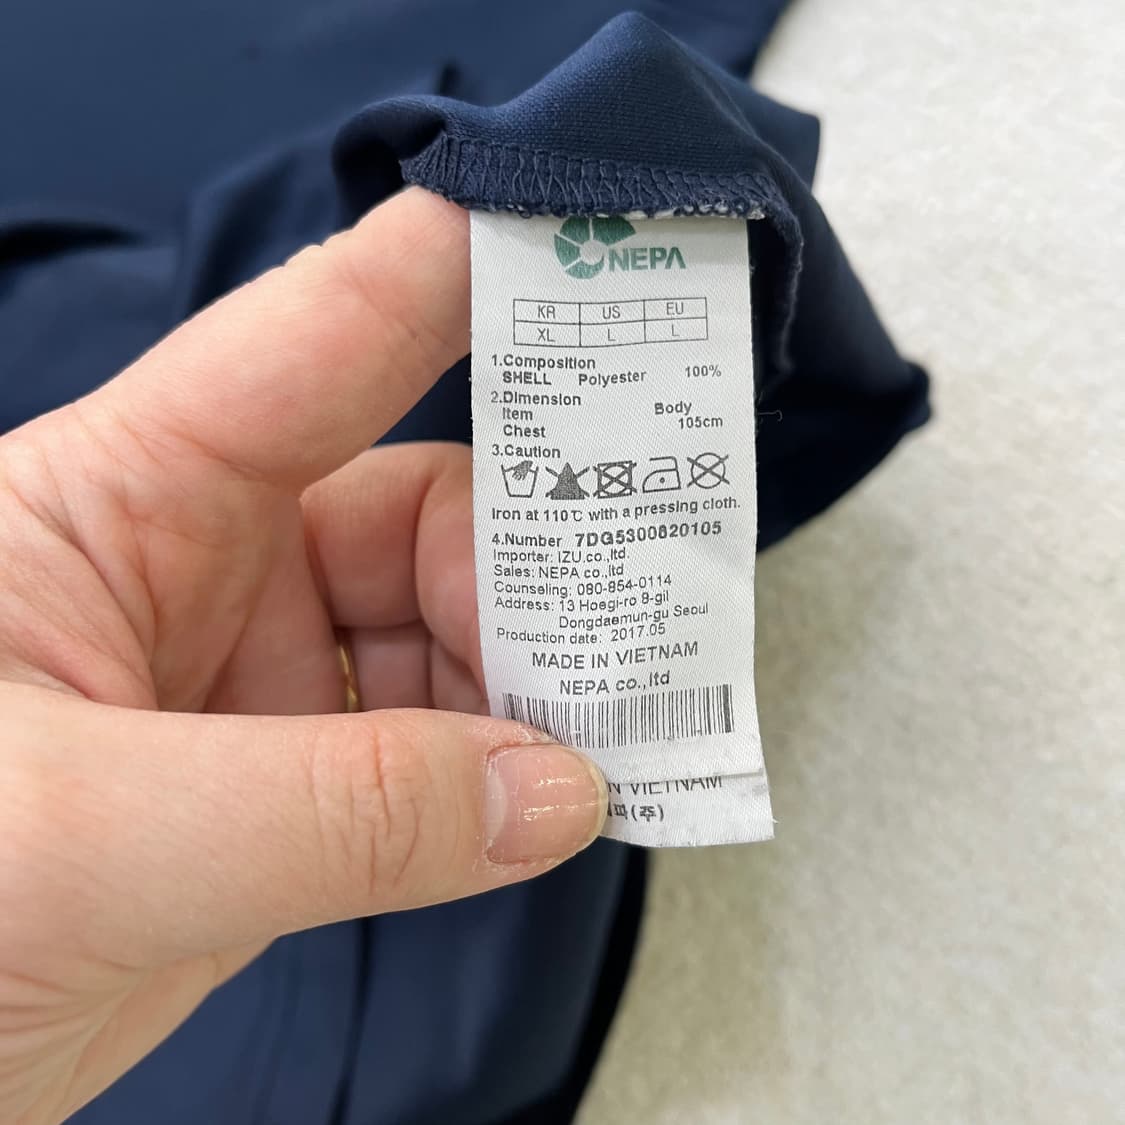 NEPA
KR US EU
XL L L
1.Composition
SHELL Polyester 100%
2.Dimension
Item Body
Chest 105cm
3.Caution
Iron at 110℃ with a pressing cloth.
4.Number 7DG5300820105
Importer: IZU.co.,ltd.
Sales: NEPA co.,ltd
Counseling: 080-854-0114
Address: 13 Hoegi-ro 8-gil
Dongdaemun-gu Seoul
Production date: 2017.05
MADE IN VIETNAM
NEPA co.,ltd
VIETNAM
(주)